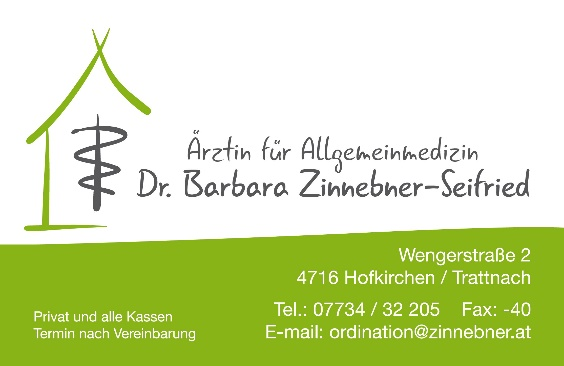 Ärztin für Allgemeinmedizin
Dr. Barbara Zinnebner-Seifried
Wengerstraße 2
4716 Hofkirchen / Trattnach
Tel.: 07734 / 32 205 Fax: -40
E-mail: ordination@zinnebner.at
Privat und alle Kassen
Termin nach Vereinbarung